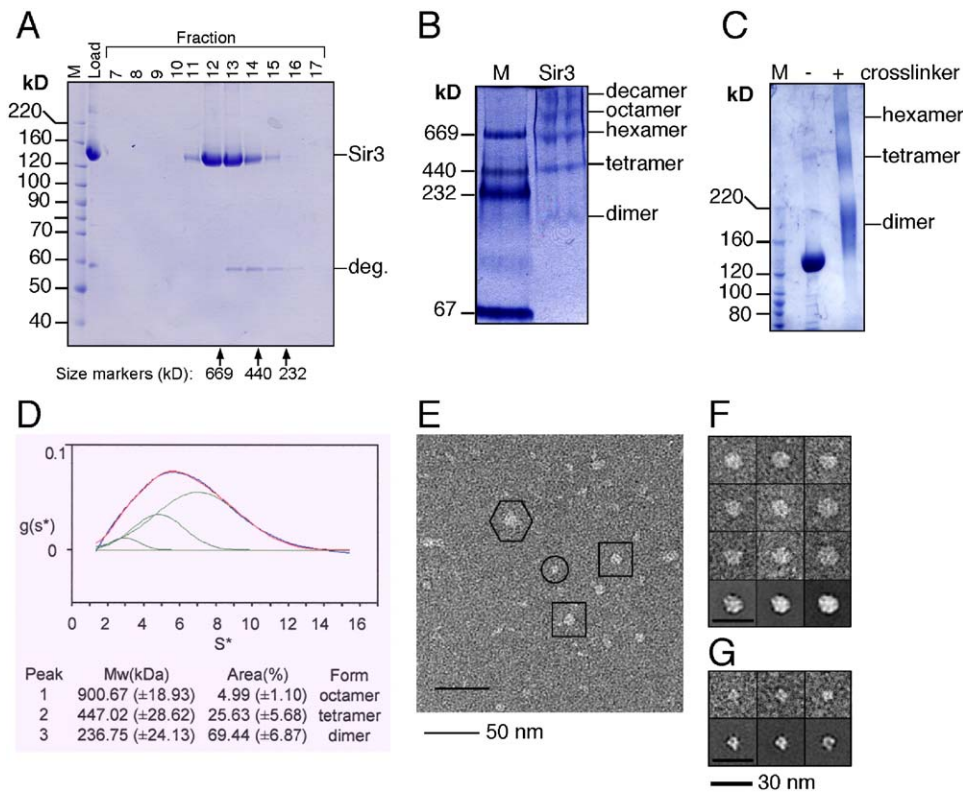 A
Fraction
M
Load
7
8
9
10
11
12
13
14
15
16
17
kD
220
160
120
100
90
80
70
60
50
40
Sir3
deg.
Size markers (kD): 669 440 232
B
M Sir3
kD
669
440
232
67
decamer
octamer
hexamer
tetramer
dimer
C
M - + crosslinker
kD
220
160
120
100
80
hexamer
tetramer
dimer
D
0.1
g(s*)
0
0 2 4 6 8 10 12 14 16
S*
Peak Mw(kDa) Area(%) Form
1 900.67 (±18.93) 4.99 (±1.10) octamer
2 447.02 (±28.62) 25.63 (±5.68) tetramer
3 236.75 (±24.13) 69.44 (±6.87) dimer
E
50 nm
F
G
30 nm